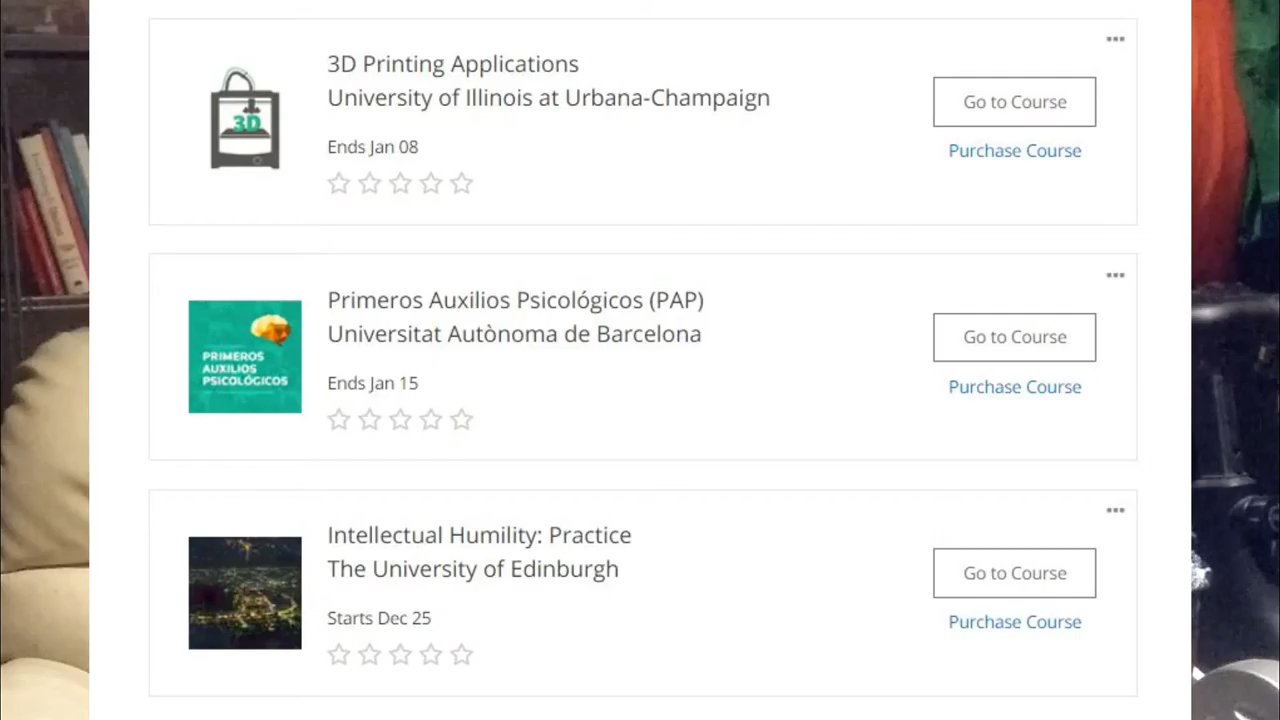 3D Printing Applications
University of Illinois at Urbana-Champaign
Ends Jan 08
Go to Course
Purchase Course
3D
Primeros Auxilios Psicológicos (PAP)
Universitat Autònoma de Barcelona
Ends Jan 15
Go to Course
Purchase Course
PRIMEROS
AUXILIOS
PSICOLÓGICOS
Intellectual Humility: Practice
The University of Edinburgh
Starts Dec 25
Go to Course
Purchase Course